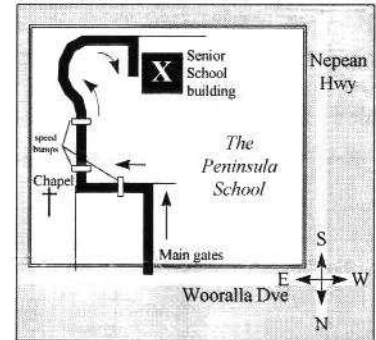 X
Senior
School
building
Nepean
Hwy
speed
bumps
The
Peninsula
School
Chapel
Main gates
Wooralla Dve
S
E
W
N